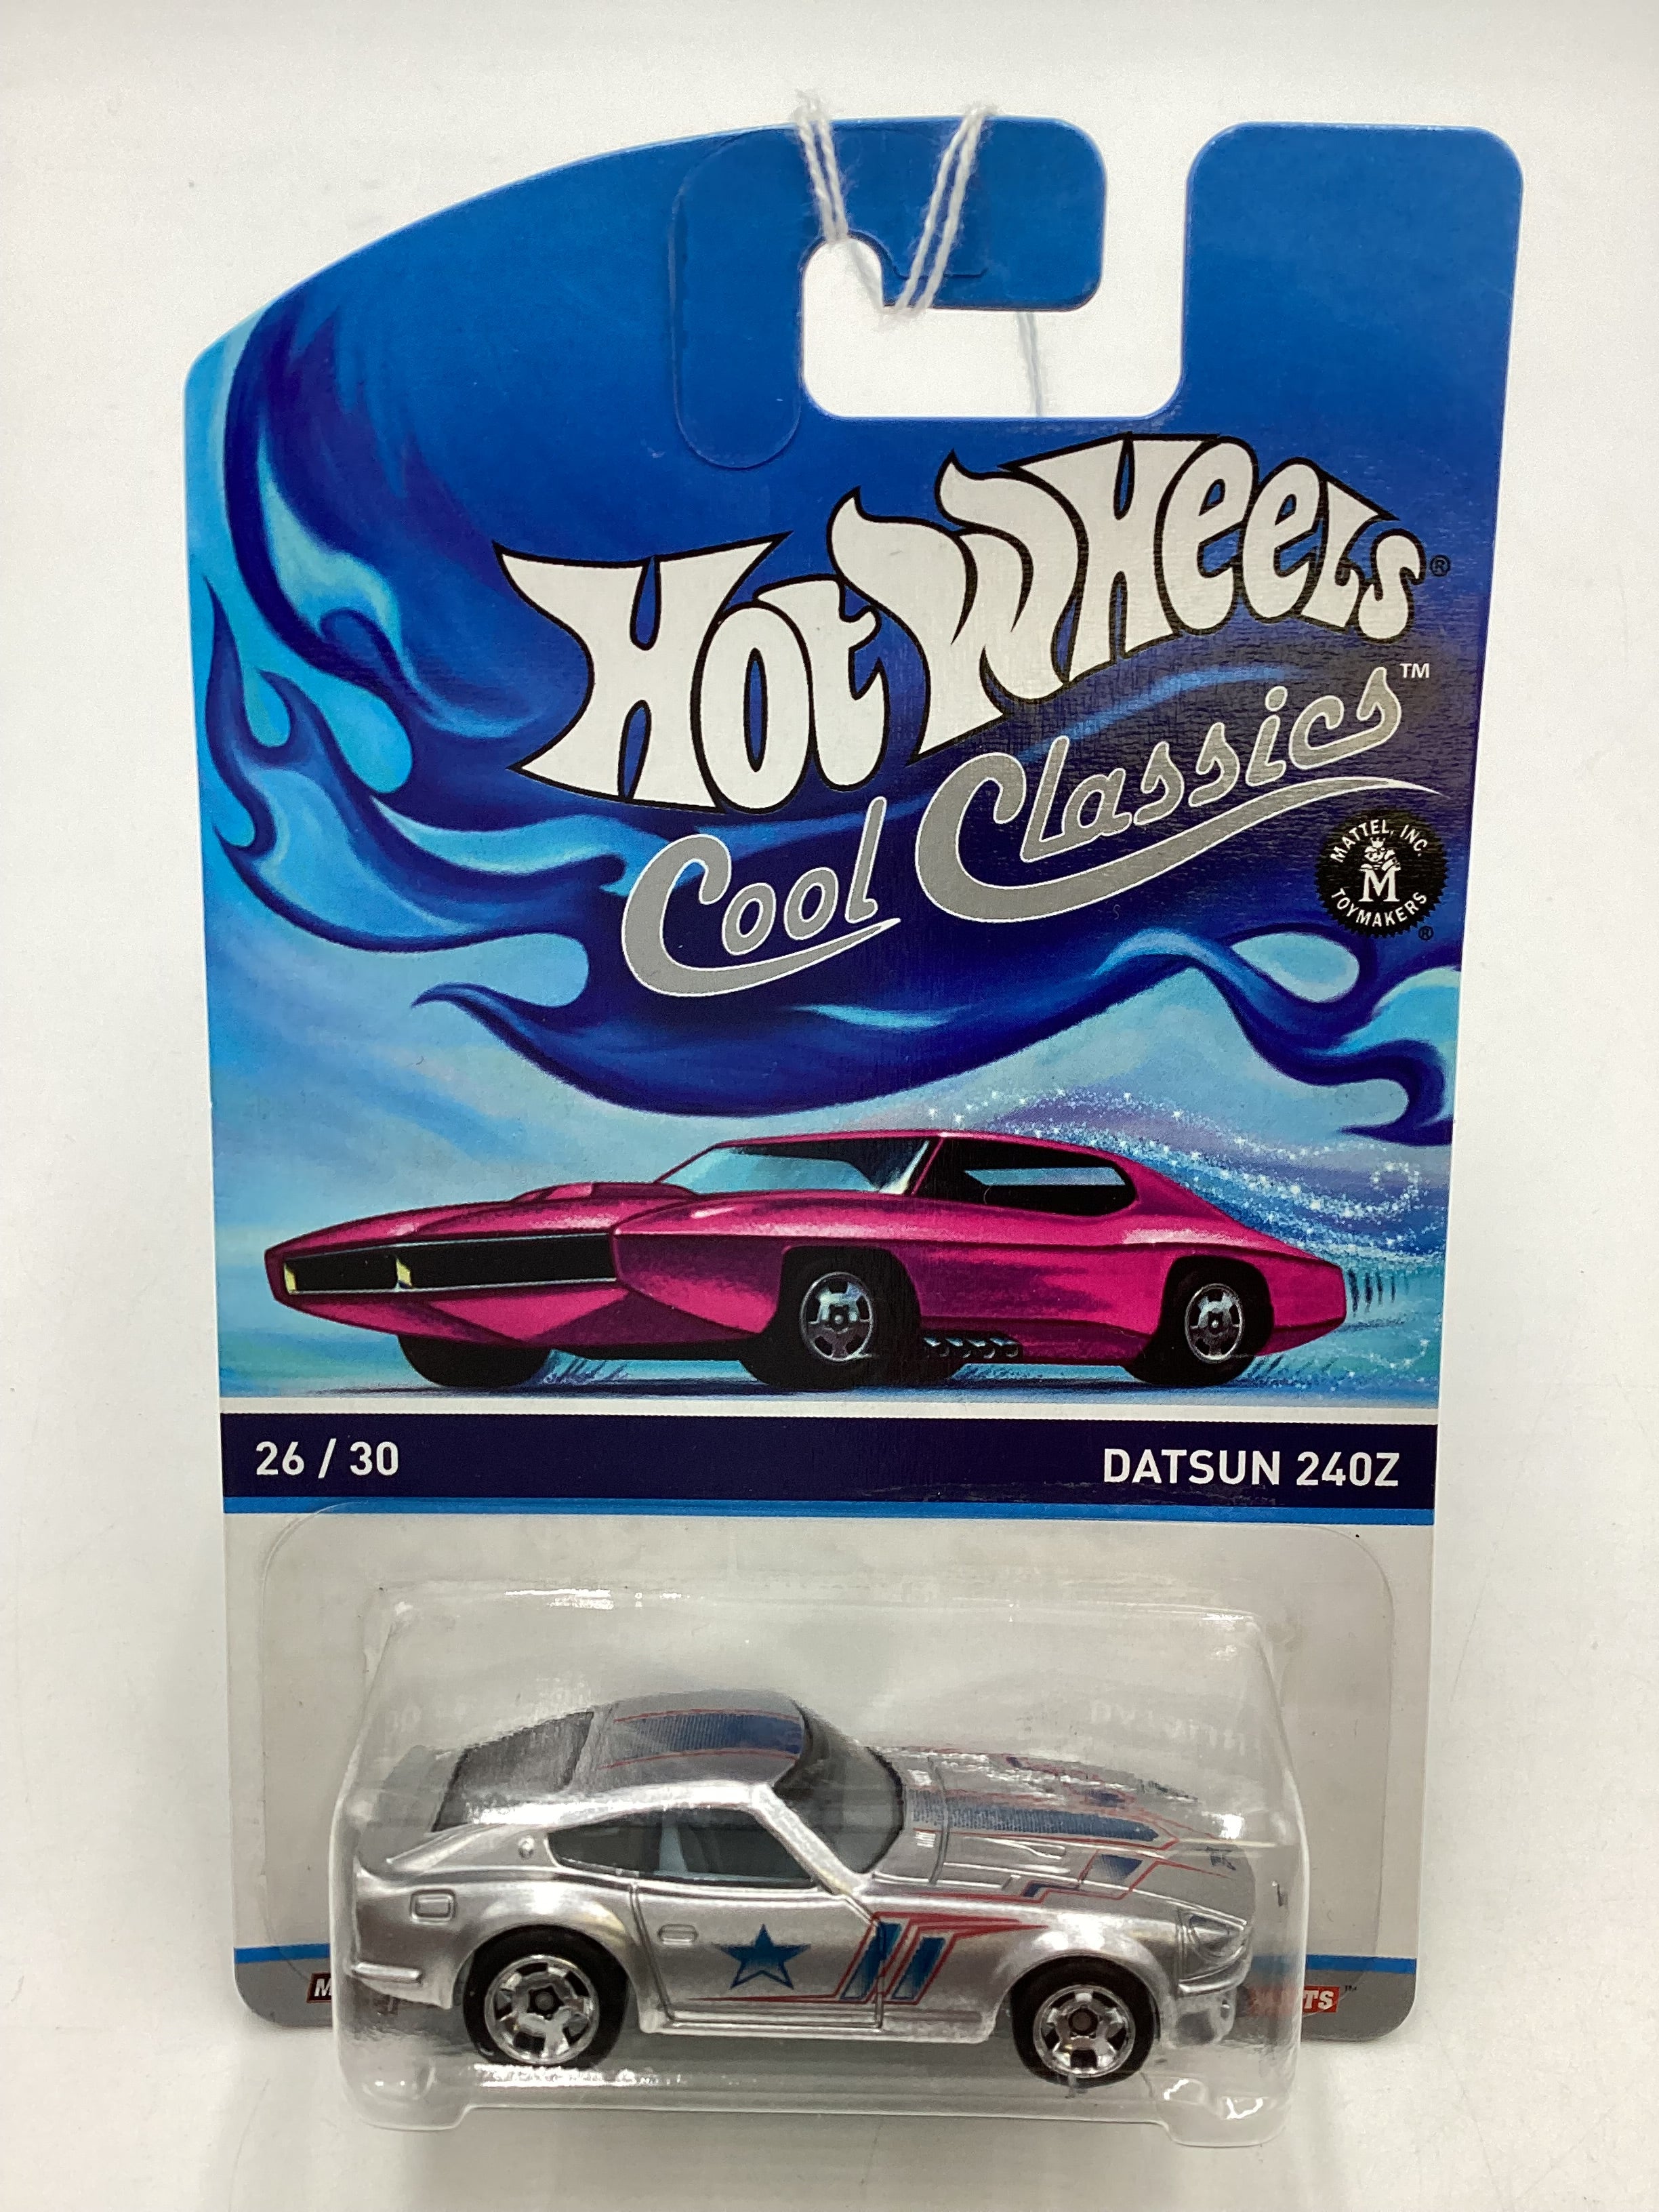 Hot Wheels®
Cool Classics™
MATTEL, INC.
M
TOYMAKERS
®
26 / 30
DATSUN 240Z